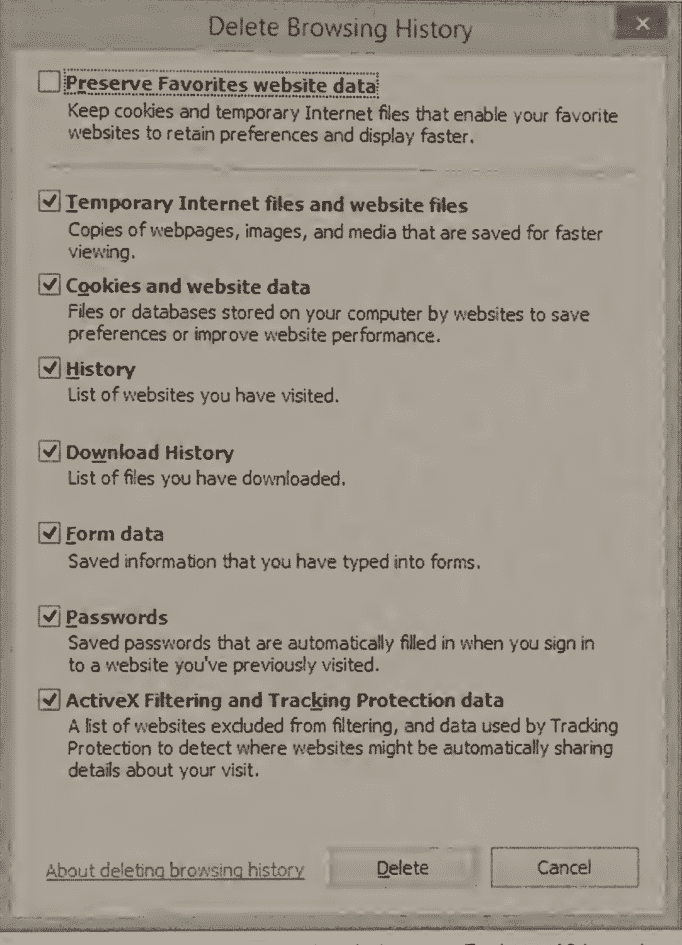 Delete Browsing History
Preserve Favorites website data
Keep cookies and temporary Internet files that enable your favorite
websites to retain preferences and display faster.
Temporary Internet files and website files
Copies of webpages, images, and media that are saved for faster
viewing.
Cookies and website data
Files or databases stored on your computer by websites to save
preferences or improve website performance.
History
List of websites you have visited.
Download History
List of files you have downloaded.
Form data
Saved information that you have typed into forms.
Passwords
Saved passwords that are automatically filled in when you sign in
to a website you've previously visited.
ActiveX Filtering and Tracking Protection data
A list of websites excluded from filtering, and data used by Tracking
Protection to detect where websites might be automatically sharing
details about your visit.
About deleting browsing history
Delete
Cancel